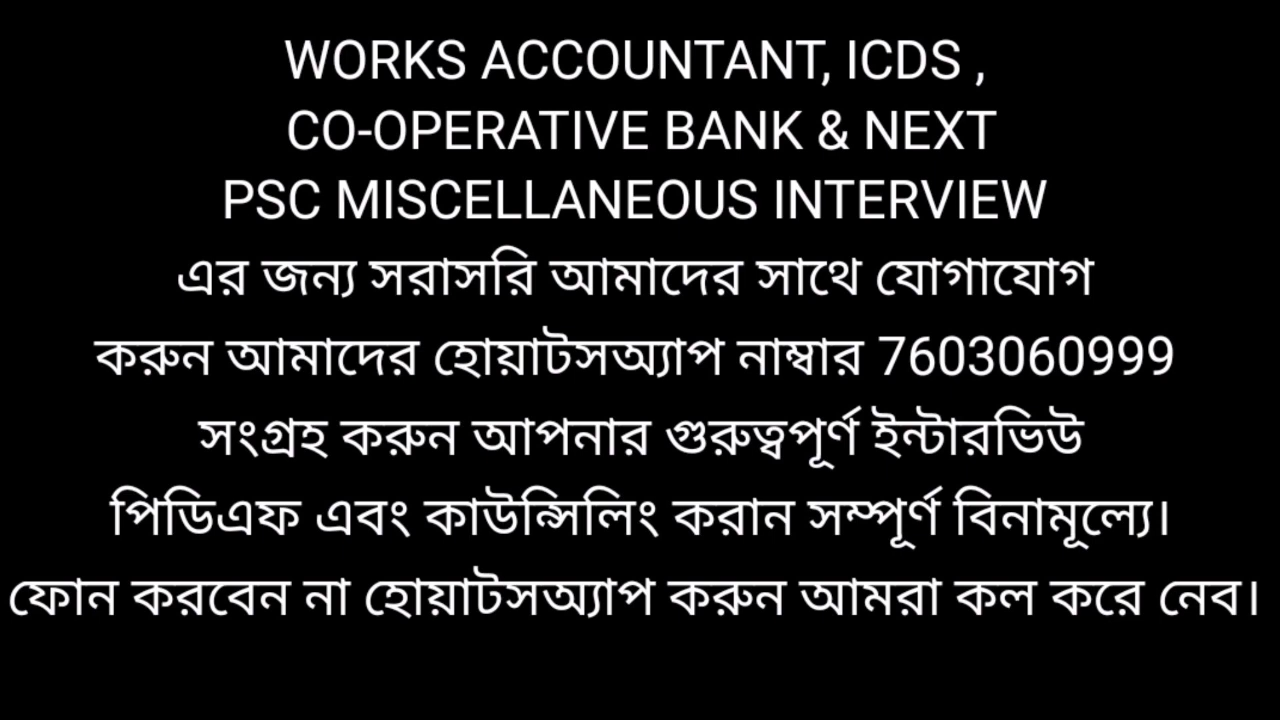 WORKS ACCOUNTANT, ICDS ,
CO-OPERATIVE BANK & NEXT
PSC MISCELLANEOUS INTERVIEW
এর জন্য সরাসরি আমাদের সাথে যোগাযোগ
করুন আমাদের হোয়াটসঅ্যাপ নাম্বার 7603060999
সংগ্রহ করুন আপনার গুরুত্বপূর্ণ ইন্টারভিউ
পিডিএফ এবং কাউন্সিলিং করান সম্পূর্ণ বিনামূল্যে।
ফোন করবেন না হোয়াটসঅ্যাপ করুন আমরা কল করে নেব।